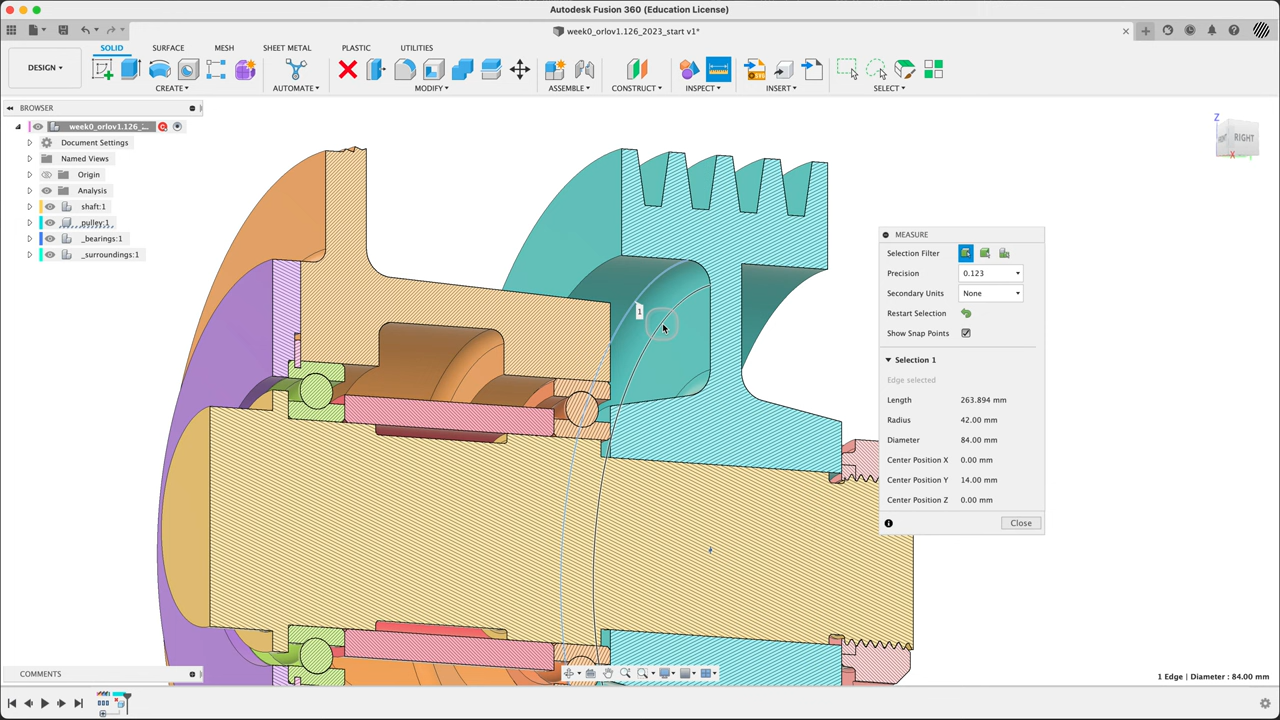 Autodesk Fusion 360 (Education License)
week0_orlov1.126_2023_start v1*
SOLID SURFACE MESH SHEET METAL PLASTIC UTILITIES
DESIGN
CREATE AUTOMATE MODIFY ASSEMBLE CONSTRUCT INSPECT INSERT SELECT
BROWSER
week0_orlov1.126_...
Document Settings
Named Views
Origin
Analysis
shaft:1
pulley:1
_bearings:1
_surroundings:1
Z
RIGHT
X
1
MEASURE
Selection Filter
Precision 0.123
Secondary Units None
Restart Selection
Show Snap Points
Selection 1
Edge selected
Length 263.894 mm
Radius 42.00 mm
Diameter 84.00 mm
Center Position X 0.00 mm
Center Position Y 14.00 mm
Center Position Z 0.00 mm
Close
COMMENTS
1 Edge | Diameter : 84.00 mm